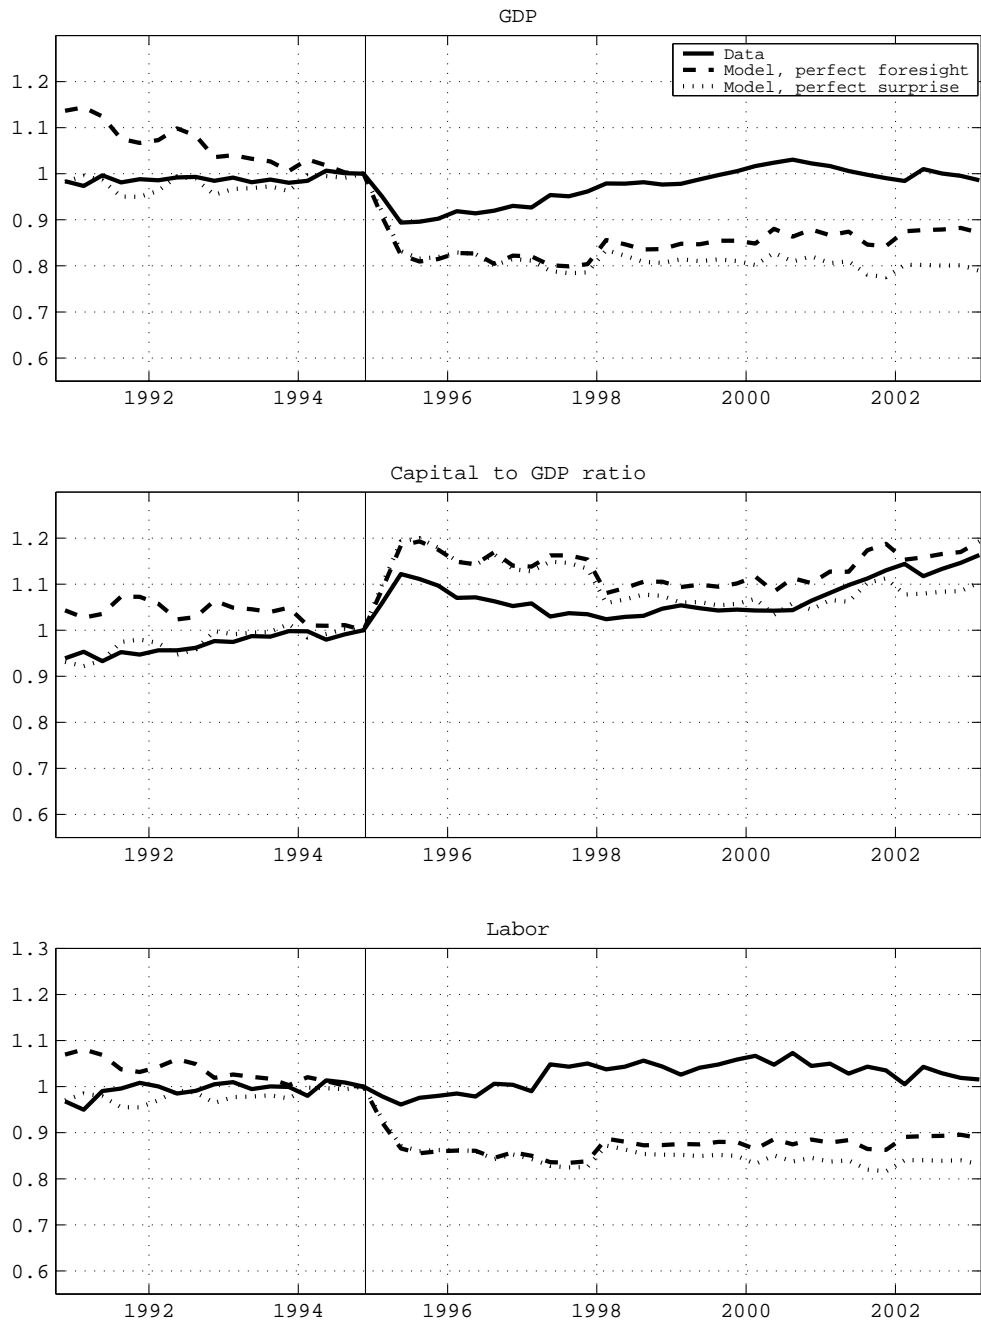 GDP
Data
Model, perfect foresight
Model, perfect surprise
1.2
1.1
1
0.9
0.8
0.7
0.6
1992 1994 1996 1998 2000 2002
Capital to GDP ratio
1.2
1.1
1
0.9
0.8
0.7
0.6
1992 1994 1996 1998 2000 2002
Labor
1.3
1.2
1.1
1
0.9
0.8
0.7
0.6
1992 1994 1996 1998 2000 2002